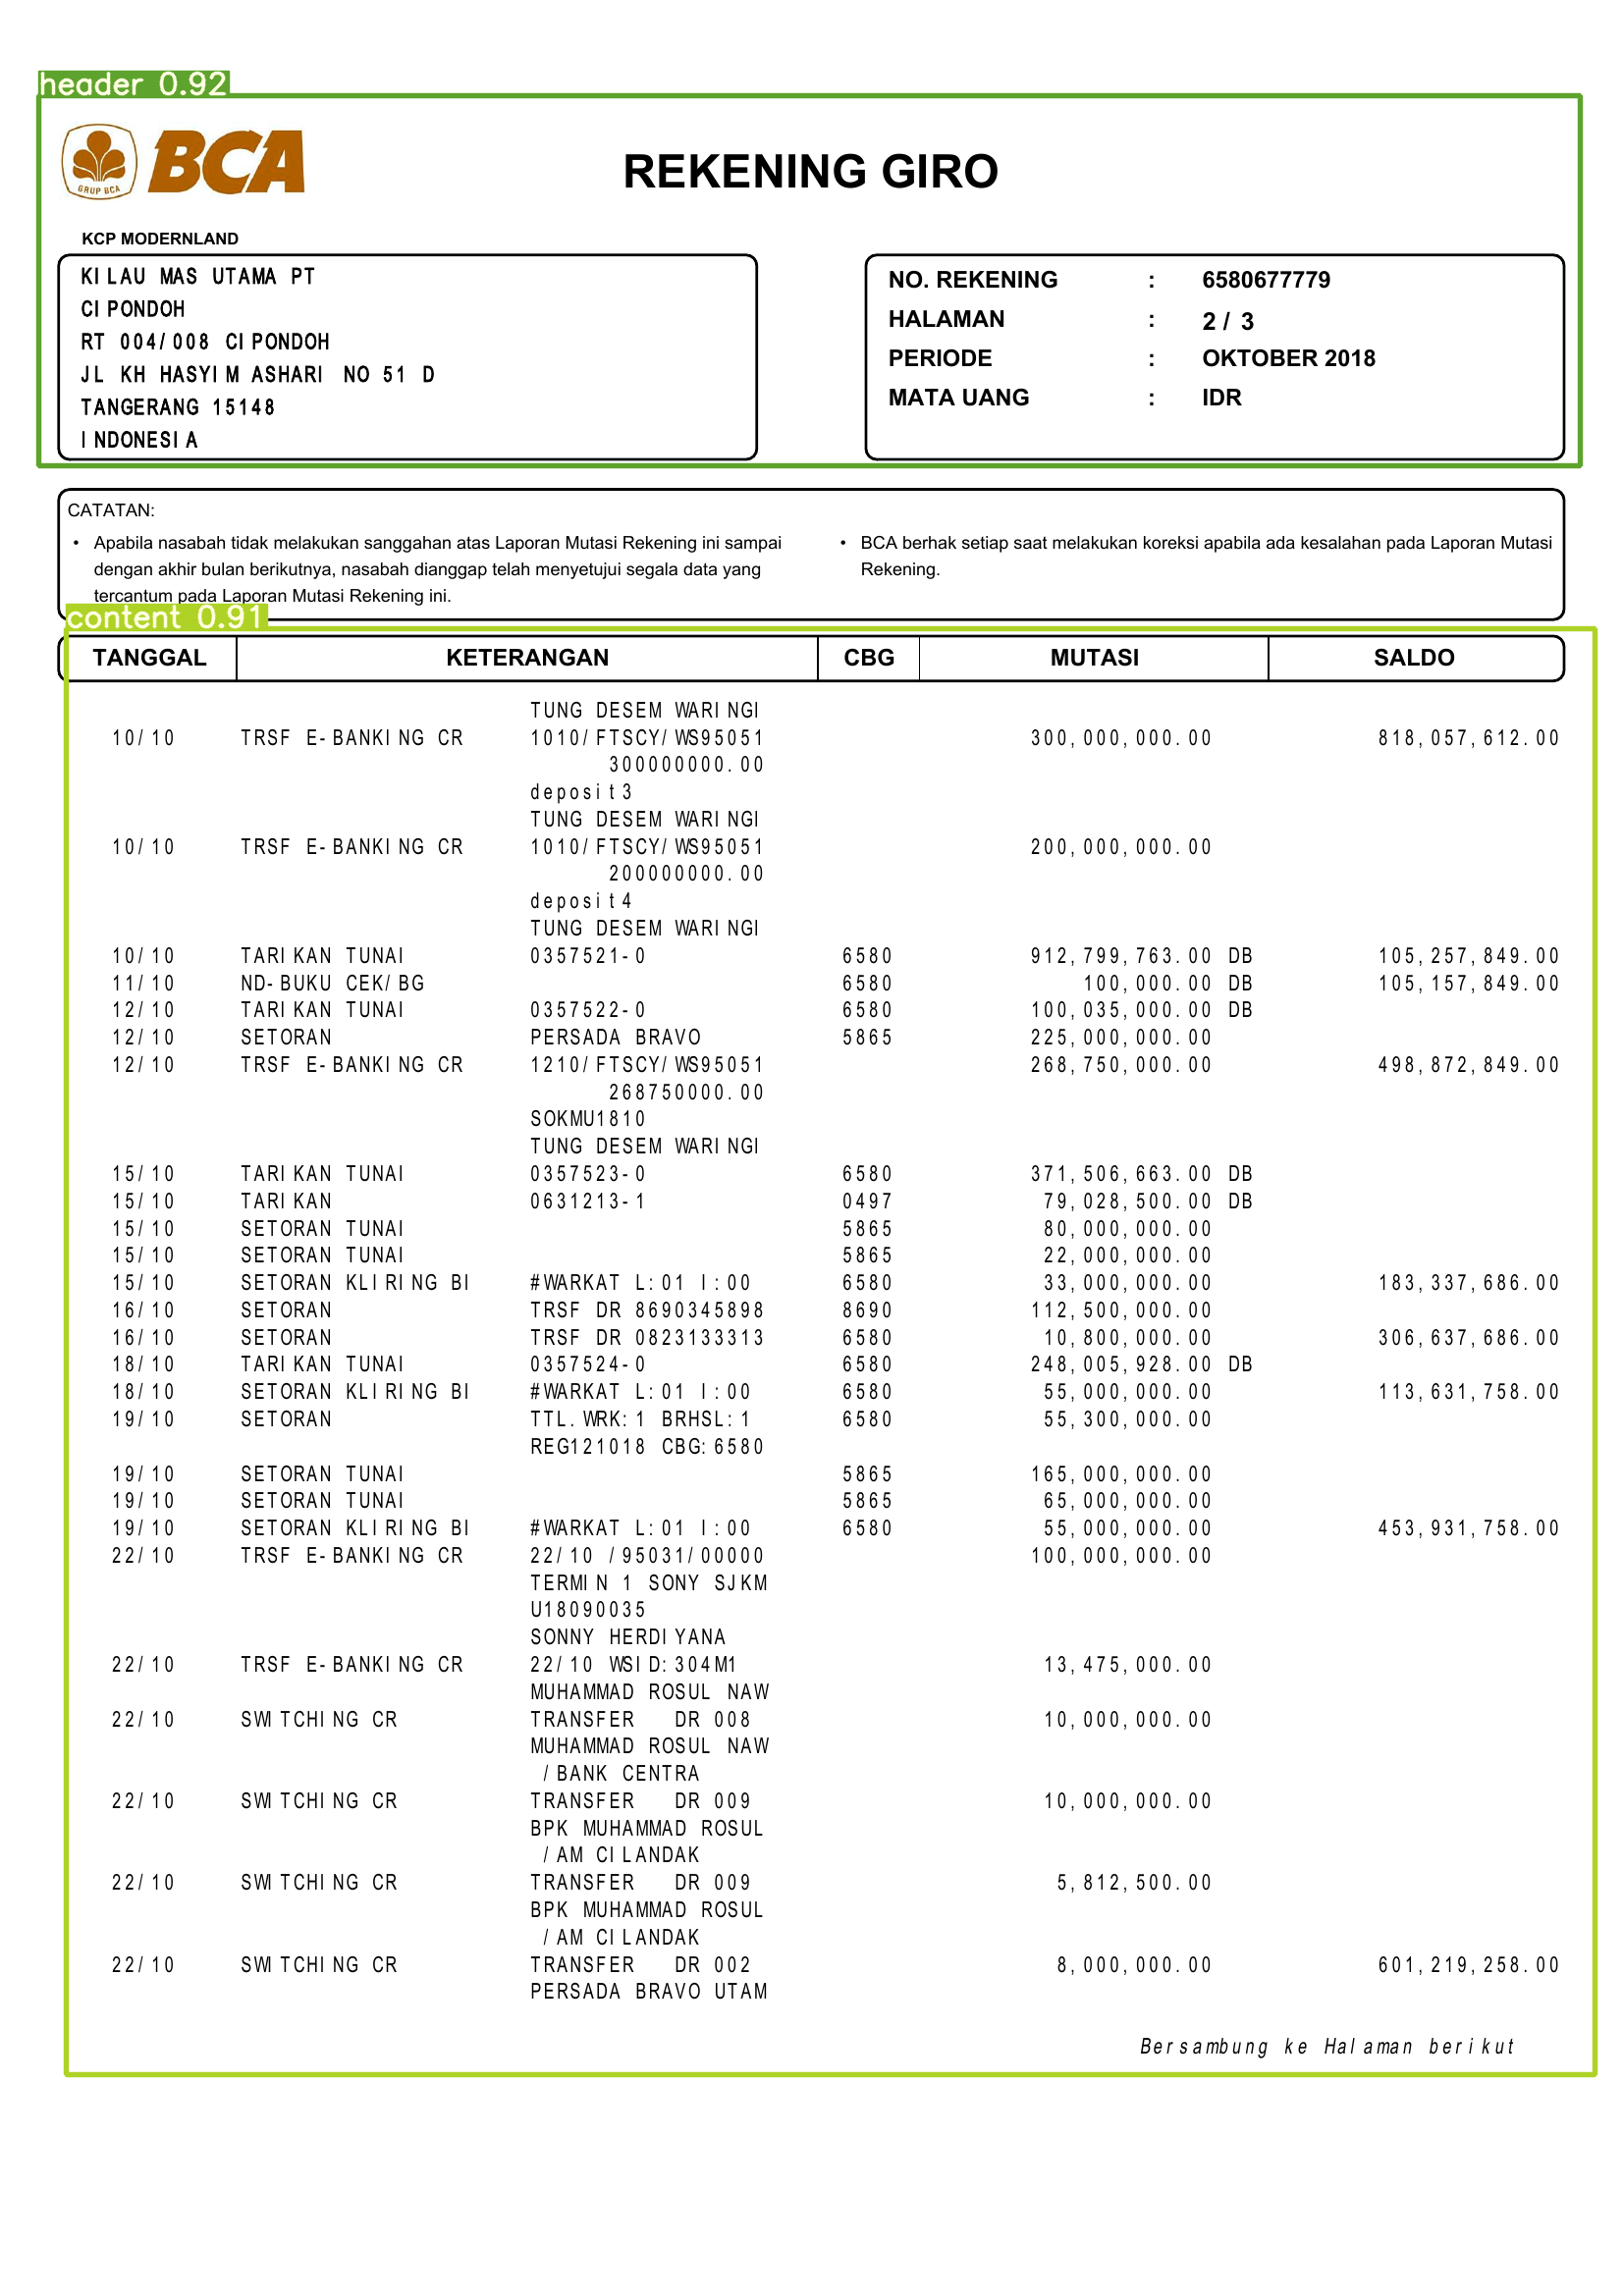 header 0.92
GRUP BCA
BCA
REKENING GIRO
KCP MODERNLAND
KILAU MAS UTAMA PT
CIPONDOH
RT 004/008 CIPONDOH
JL KH HASYIM ASHARI NO 51 D
TANGERANG 15148
INDONESIA
NO. REKENING : 6580677779
HALAMAN : 2 / 3
PERIODE : OKTOBER 2018
MATA UANG : IDR
CATATAN:
• Apabila nasabah tidak melakukan sanggahan atas Laporan Mutasi Rekening ini sampai
dengan akhir bulan berikutnya, nasabah dianggap telah menyetujui segala data yang
tercantum pada Laporan Mutasi Rekening ini.
• BCA berhak setiap saat melakukan koreksi apabila ada kesalahan pada Laporan Mutasi
Rekening.
content 0.91
TANGGAL KETERANGAN CBG MUTASI SALDO
TUNG DESEM WARINGI
10/10 TRSF E-BANKING CR 1010/FTSCY/WS95051 300,000,000.00 818,057,612.00
300000000.00
deposit3
TUNG DESEM WARINGI
10/10 TRSF E-BANKING CR 1010/FTSCY/WS95051 200,000,000.00
200000000.00
deposit4
TUNG DESEM WARINGI
10/10 TARIKAN TUNAI 0357521-0 6580 912,799,763.00 DB 105,257,849.00
11/10 ND-BUKU CEK/BG 6580 100,000.00 DB 105,157,849.00
12/10 TARIKAN TUNAI 0357522-0 6580 100,035,000.00 DB
12/10 SETORAN PERSADA BRAVO 5865 225,000,000.00
12/10 TRSF E-BANKING CR 1210/FTSCY/WS95051 268,750,000.00 498,872,849.00
268750000.00
SOKMU1810
TUNG DESEM WARINGI
15/10 TARIKAN TUNAI 0357523-0 6580 371,506,663.00 DB
15/10 TARIKAN 0631213-1 0497 79,028,500.00 DB
15/10 SETORAN TUNAI 5865 80,000,000.00
15/10 SETORAN TUNAI 5865 22,000,000.00
15/10 SETORAN KLIRING BI #WARKAT L:01 I:00 6580 33,000,000.00 183,337,686.00
16/10 SETORAN TRSF DR 8690345898 8690 112,500,000.00
16/10 SETORAN TRSF DR 0823133313 6580 10,800,000.00 306,637,686.00
18/10 TARIKAN TUNAI 0357524-0 6580 248,005,928.00 DB
18/10 SETORAN KLIRING BI #WARKAT L:01 I:00 6580 55,000,000.00 113,631,758.00
19/10 SETORAN TTL.WRK:1 BRHSL:1 6580 55,300,000.00
REG121018 CBG:6580
19/10 SETORAN TUNAI 5865 165,000,000.00
19/10 SETORAN TUNAI 5865 65,000,000.00
19/10 SETORAN KLIRING BI #WARKAT L:01 I:00 6580 55,000,000.00 453,931,758.00
22/10 TRSF E-BANKING CR 22/10 /95031/00000 100,000,000.00
TERMIN 1 SONY SJKM
U18090035
SONNY HERDIYANA
22/10 TRSF E-BANKING CR 22/10 WSID:304M1 13,475,000.00
MUHAMMAD ROSUL NAW
22/10 SWITCHING CR TRANSFER DR 008 10,000,000.00
MUHAMMAD ROSUL NAW
/BANK CENTRA
22/10 SWITCHING CR TRANSFER DR 009 10,000,000.00
BPK MUHAMMAD ROSUL
/AM CILANDAK
22/10 SWITCHING CR TRANSFER DR 009 5,812,500.00
BPK MUHAMMAD ROSUL
/AM CILANDAK
22/10 SWITCHING CR TRANSFER DR 002 8,000,000.00 601,219,258.00
PERSADA BRAVO UTAM
Bersambung ke Halaman berikut